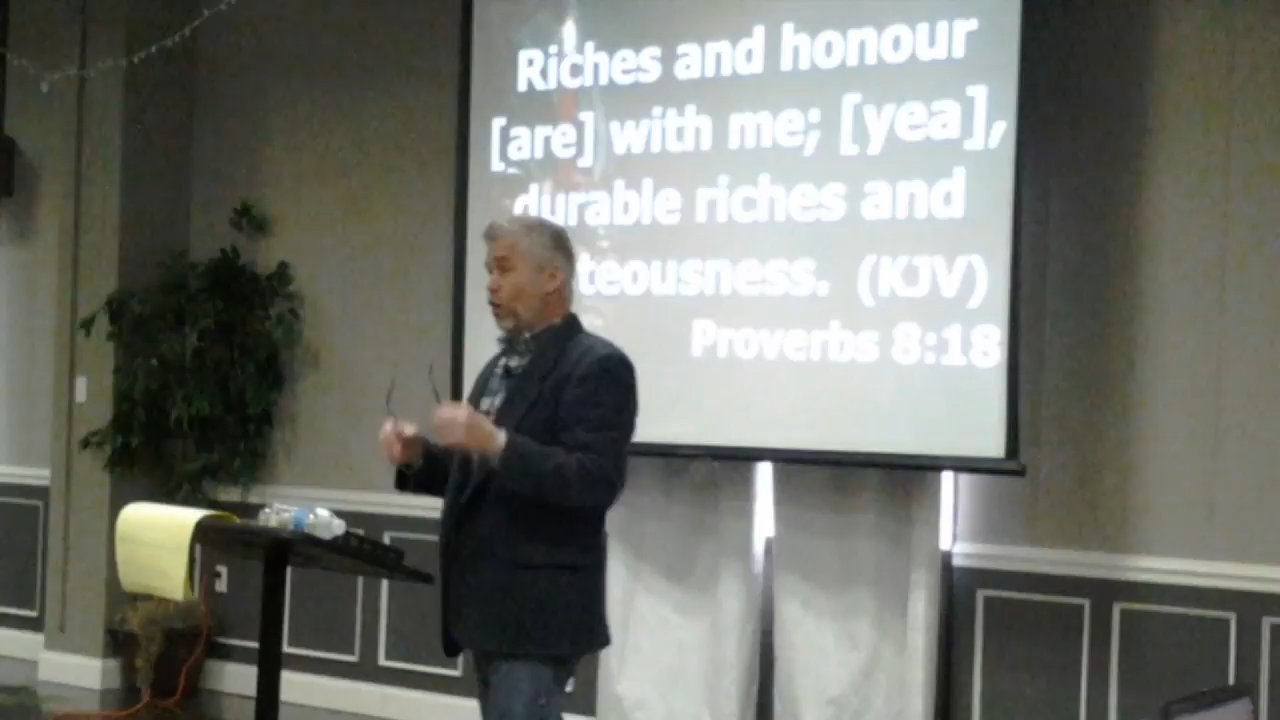 Riches and honour
[are] with me; [yea],
durable riches and
teousness. (KJV)
Proverbs 8:18